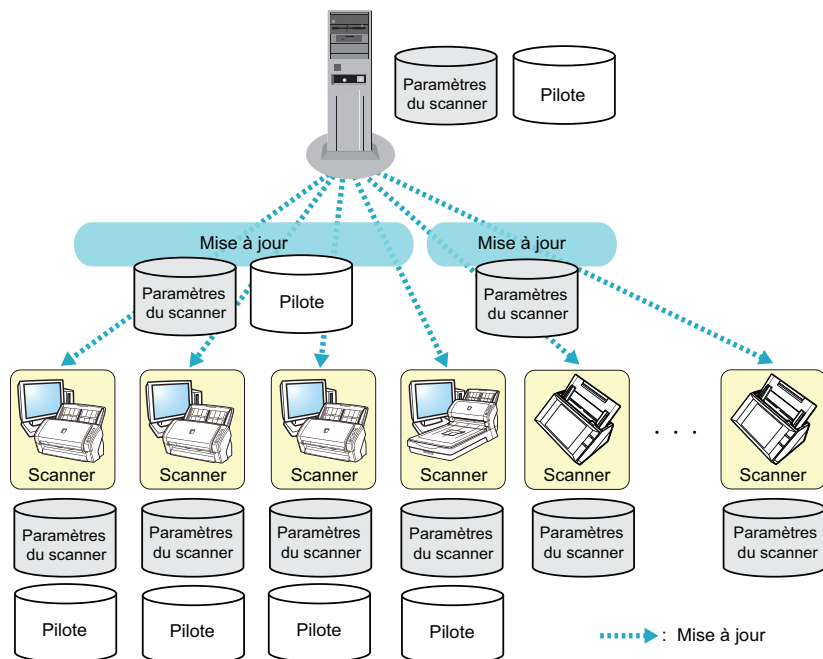 Paramètres
du scanner
Pilote
Mise à jour
Mise à jour
Paramètres
du scanner
Pilote
Paramètres
du scanner
Scanner
Scanner
Scanner
Scanner
Scanner
. . .
Scanner
Paramètres
du scanner
Paramètres
du scanner
Paramètres
du scanner
Paramètres
du scanner
Paramètres
du scanner
Paramètres
du scanner
Pilote
Pilote
Pilote
Pilote
: Mise à jour